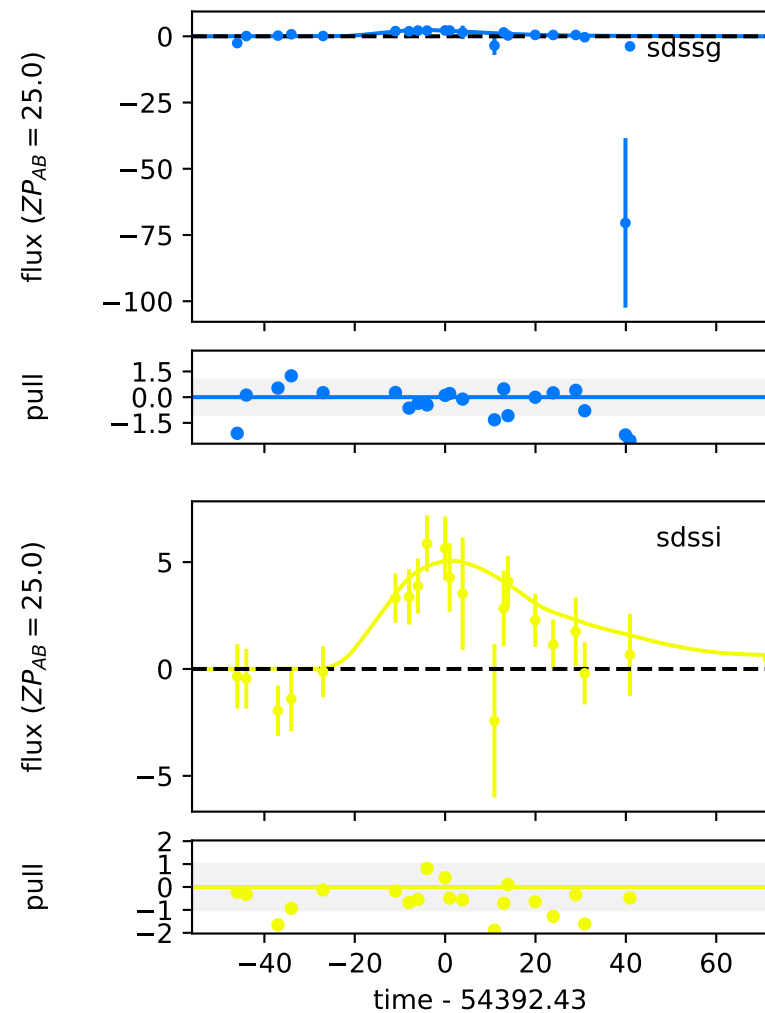 flux (ZP_AB = 25.0)
0
−25
−50
−75
−100
sdssg
pull
1.5
0.0
−1.5
flux (ZP_AB = 25.0)
5
0
−5
sdssi
pull
2
1
0
−1
−2
−40 −20 0 20 40 60
time - 54392.43